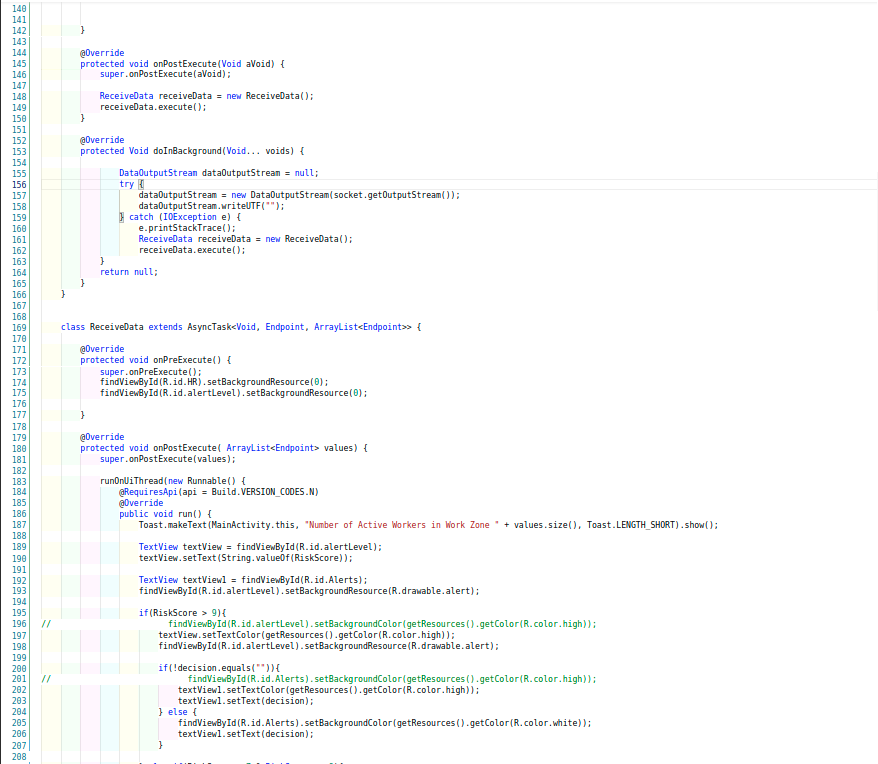 140
141
142 }
143
144 @Override
145 protected void onPostExecute(Void aVoid) {
146 super.onPostExecute(aVoid);
147
148 ReceiveData receiveData = new ReceiveData();
149 receiveData.execute();
150 }
151
152 @Override
153 protected Void doInBackground(Void... voids) {
154
155 DataOutputStream dataOutputStream = null;
156 try {
157 dataOutputStream = new DataOutputStream(socket.getOutputStream());
158 dataOutputStream.writeUTF("");
159 } catch (IOException e) {
160 e.printStackTrace();
161 ReceiveData receiveData = new ReceiveData();
162 receiveData.execute();
163 }
164 return null;
165 }
166 }
167
168
169 class ReceiveData extends AsyncTask<Void, Endpoint, ArrayList<Endpoint>> {
170
171 @Override
172 protected void onPreExecute() {
173 super.onPreExecute();
174 findViewById(R.id.HR).setBackgroundResource(0);
175 findViewById(R.id.alertLevel).setBackgroundResource(0);
176
177 }
178
179 @Override
180 protected void onPostExecute( ArrayList<Endpoint> values) {
181 super.onPostExecute(values);
182
183 runOnUiThread(new Runnable() {
184 @RequiresApi(api = Build.VERSION_CODES.N)
185 @Override
186 public void run() {
187 Toast.makeText(MainActivity.this, "Number of Active Workers in Work Zone " + values.size(), Toast.LENGTH_SHORT).show();
188
189 TextView textView = findViewById(R.id.alertLevel);
190 textView.setText(String.valueOf(RiskScore));
191
192 TextView textView1 = findViewById(R.id.Alerts);
193 findViewById(R.id.alertLevel).setBackgroundResource(R.drawable.alert);
194
195 if(RiskScore > 9){
196 // findViewById(R.id.alertLevel).setBackgroundColor(getResources().getColor(R.color.high));
197 textView.setTextColor(getResources().getColor(R.color.high));
198 findViewById(R.id.alertLevel).setBackgroundResource(R.drawable.alert);
199
200 if(!decision.equals("")){
201 // findViewById(R.id.Alerts).setBackgroundColor(getResources().getColor(R.color.high));
202 textView1.setTextColor(getResources().getColor(R.color.high));
203 textView1.setText(decision);
204 } else {
205 findViewById(R.id.Alerts).setBackgroundColor(getResources().getColor(R.color.white));
206 textView1.setText(decision);
207 }
208